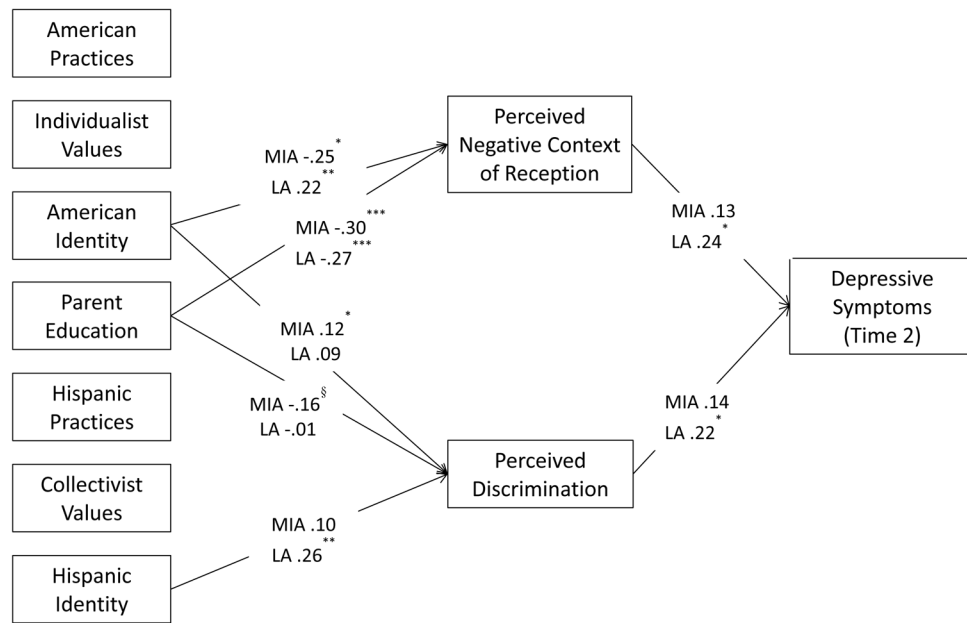 American
Practices
Individualist
Values
American
Identity
Parent
Education
Hispanic
Practices
Collectivist
Values
Hispanic
Identity
MIA -.25*
LA .22**
MIA -.30***
LA -.27***
MIA .12*
LA .09
MIA -.16§
LA -.01
MIA .10
LA .26**
Perceived
Negative Context
of Reception
Perceived
Discrimination
MIA .13
LA .24*
MIA .14
LA .22*
Depressive
Symptoms
(Time 2)